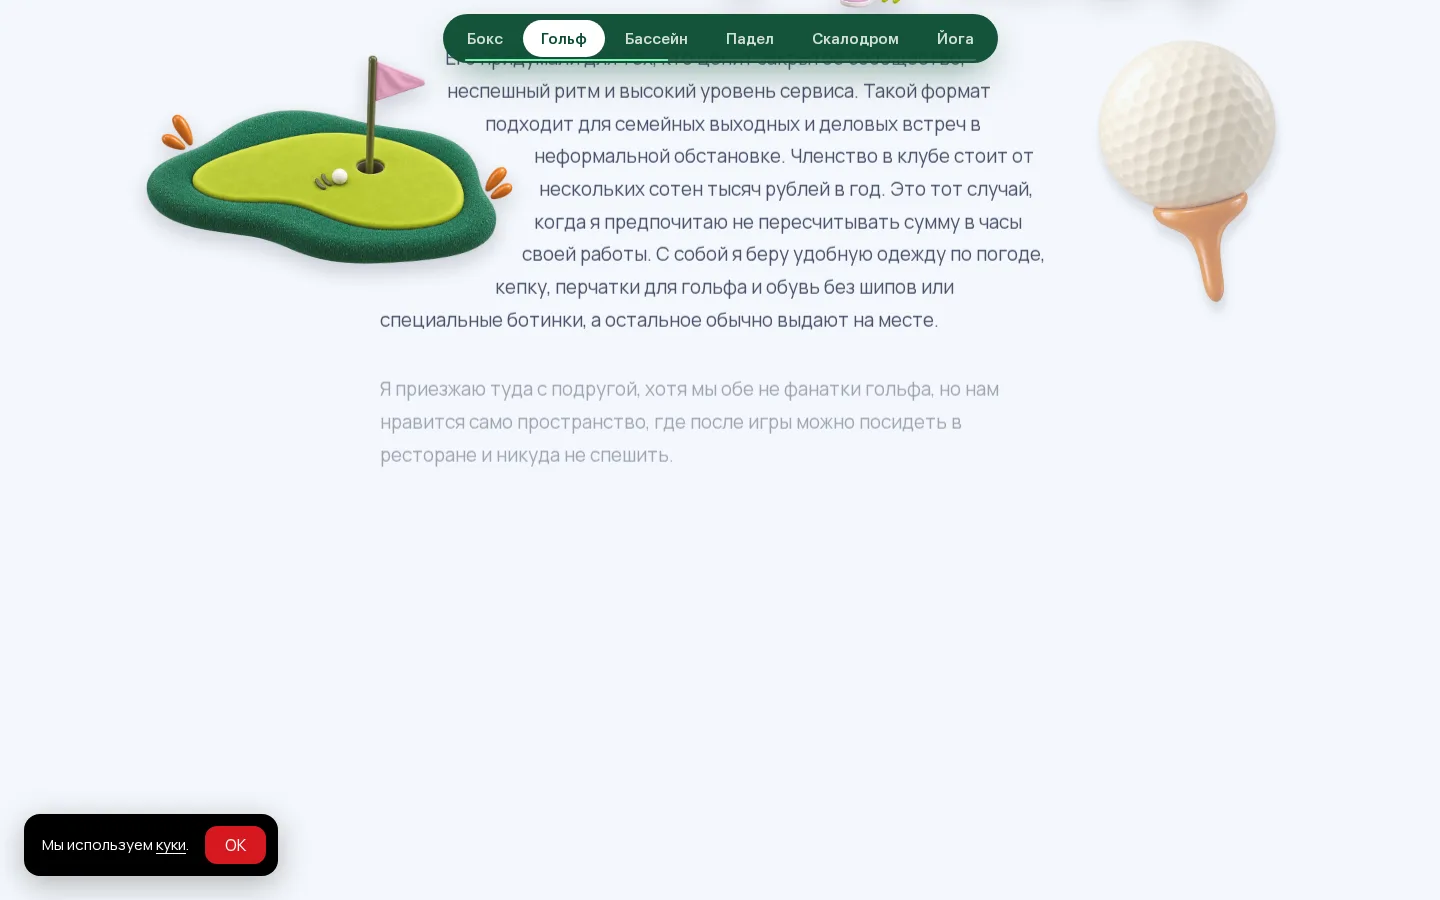 Бокс
Гольф
Бассейн
Падел
Скалодром
Йога
неспешный ритм и высокий уровень сервиса. Такой формат
подходит для семейных выходных и деловых встреч в
неформальной обстановке. Членство в клубе стоит от
нескольких сотен тысяч рублей в год. Это тот случай,
когда я предпочитаю не пересчитывать сумму в часы
своей работы. С собой я беру удобную одежду по погоде,
кепку, перчатки для гольфа и обувь без шипов или
специальные ботинки, а остальное обычно выдают на месте.
Я приезжаю туда с подругой, хотя мы обе не фанатки гольфа, но нам
нравится само пространство, где после игры можно посидеть в
ресторане и никуда не спешить.
Мы используем куки.
ОК